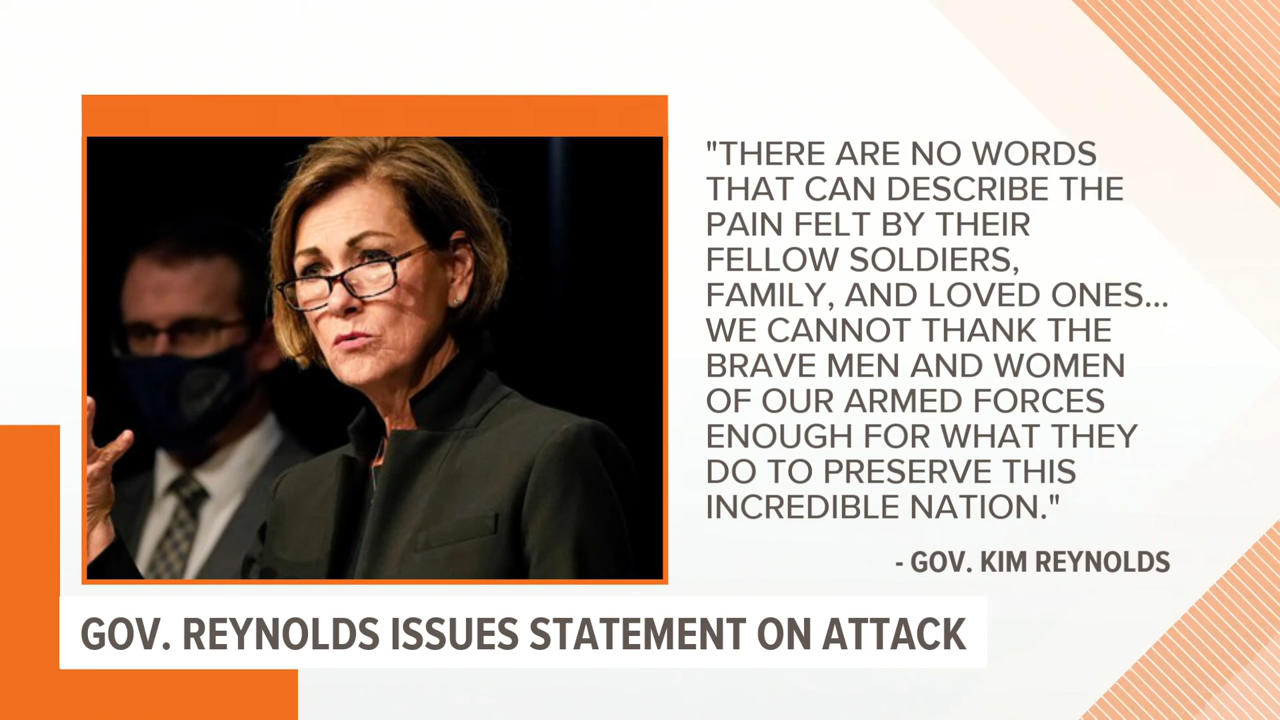 "THERE ARE NO WORDS
THAT CAN DESCRIBE THE
PAIN FELT BY THEIR
FELLOW SOLDIERS,
FAMILY, AND LOVED ONES...
WE CANNOT THANK THE
BRAVE MEN AND WOMEN
OF OUR ARMED FORCES
ENOUGH FOR WHAT THEY
DO TO PRESERVE THIS
INCREDIBLE NATION."
- GOV. KIM REYNOLDS
GOV. REYNOLDS ISSUES STATEMENT ON ATTACK